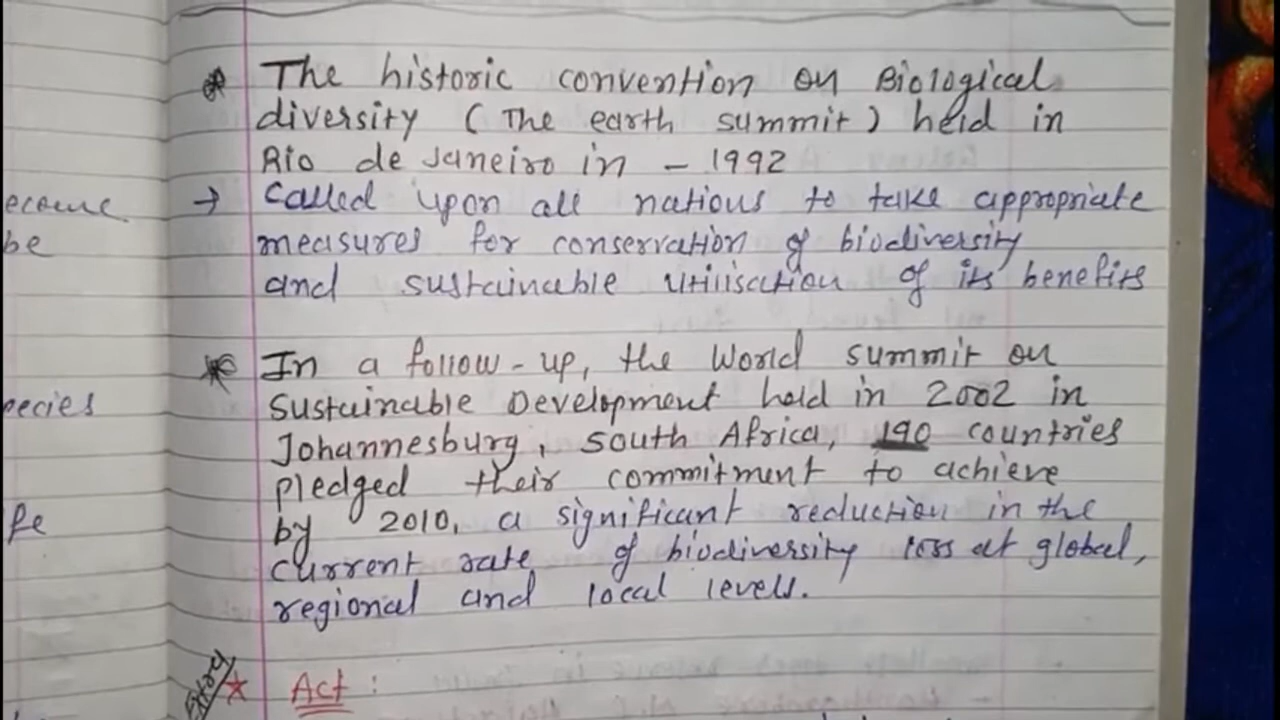 * The historic convention on Biological
diversity (The earth summit) held in
Rio de Janeiro in - 1992
→ called upon all nations to take appropriate
measures for conservation of biodiversity
and sustainable utilisation of its benefits
* In a follow-up, the World summit on
Sustainable Development held in 2002 in
Johannesburg, South Africa, 190 countries
pledged their commitment to achieve
by 2010, a significant reduction in the
current rate of biodiversity loss at global,
regional and local levels.
* Act :
be
pecies
fe